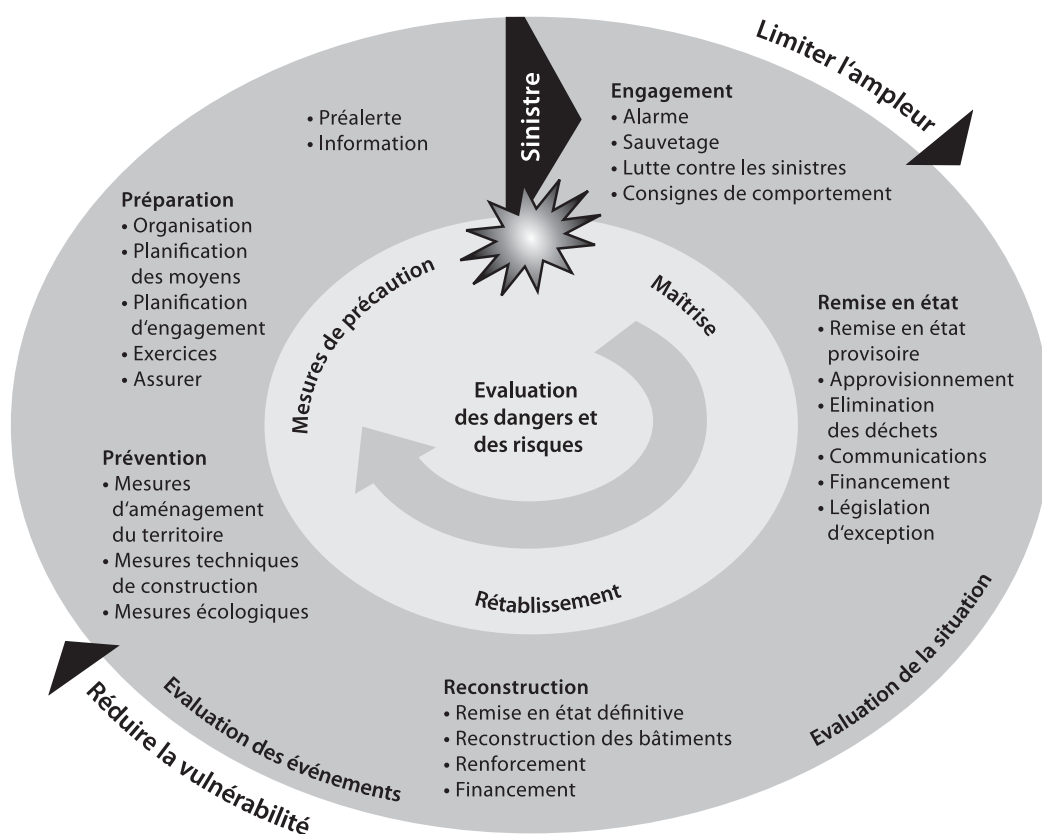 Limiter l'ampleur
Sinistre
• Préalerte
• Information
Engagement
• Alarme
• Sauvetage
• Lutte contre les sinistres
• Consignes de comportement
Préparation
• Organisation
• Planification
des moyens
• Planification
d'engagement
• Exercices
• Assurer
Mesures de précaution
Maîtrise
Remise en état
• Remise en état
provisoire
• Approvisionnement
• Elimination
des déchets
• Communications
• Financement
• Législation
d'exception
Evaluation
des dangers et
des risques
Prévention
• Mesures
d'aménagement
du territoire
• Mesures techniques
de construction
• Mesures écologiques
Rétablissement
Evaluation de la situation
Reconstruction
• Remise en état définitive
• Reconstruction des bâtiments
• Renforcement
• Financement
Evaluation des événements
Réduire la vulnérabilité